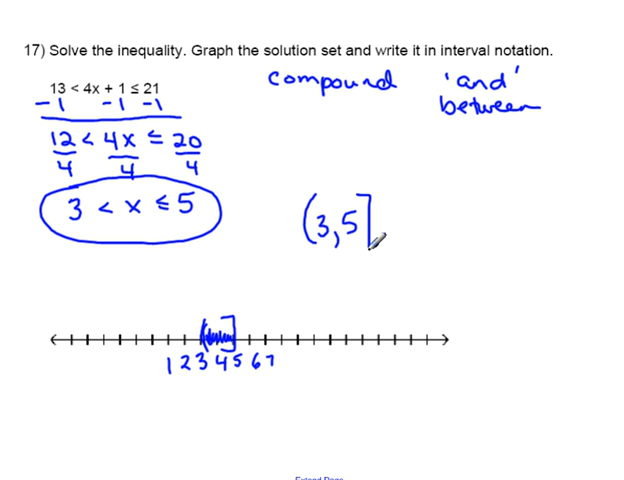 17) Solve the inequality. Graph the solution set and write it in interval notation.
13 < 4x + 1 ≤ 21 compound 'and'
-1 -1 -1 between
12 < 4x ≤ 20
4 4 4
3 < x ≤ 5 (3,5]
( ]
1 2 3 4 5 6 7
Extend Page